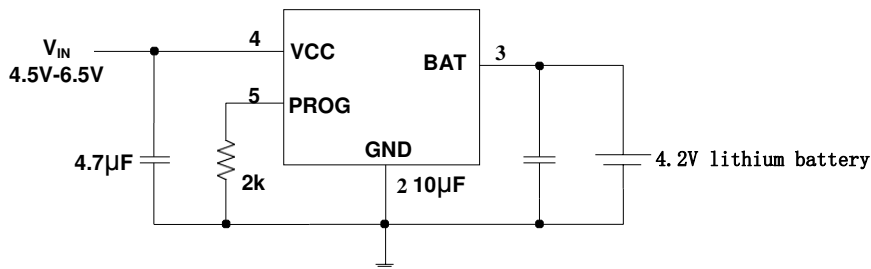 V_IN
4.5V-6.5V
4
VCC
BAT
3
5
PROG
4.7µF
2k
GND
2
10µF
4.2V lithium battery